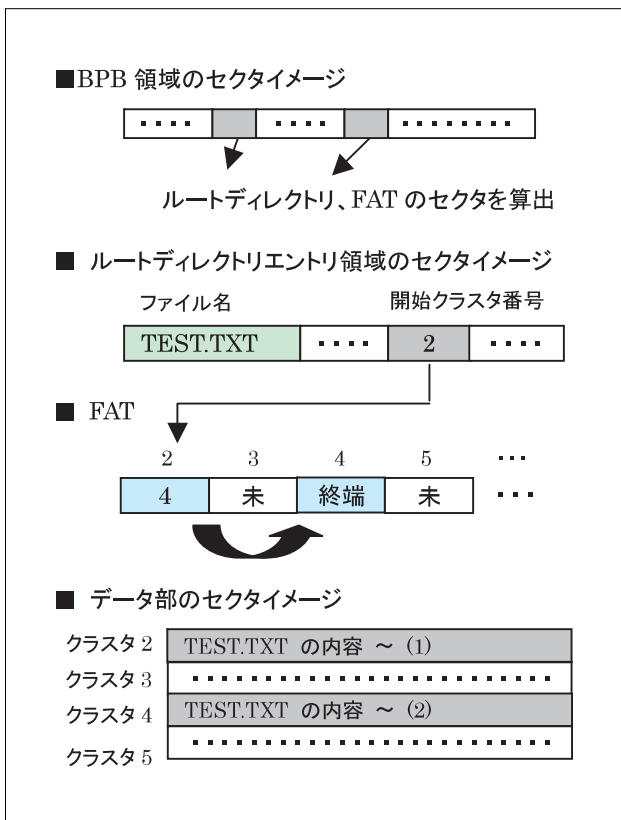 ■BPB 領域のセクタイメージ
････ ････ ････････
ルートディレクトリ、FAT のセクタを算出
■ ルートディレクトリエントリ領域のセクタイメージ
ファイル名 開始クラスタ番号
TEST.TXT ････ 2 ････
■ FAT
2 3 4 5 ･･･
4 未 終端 未 ･･･
■ データ部のセクタイメージ
クラスタ 2 TEST.TXT の内容 ～ (1)
クラスタ 3 ･･････････････････････････
クラスタ 4 TEST.TXT の内容 ～ (2)
クラスタ 5 ･･････････････････････････